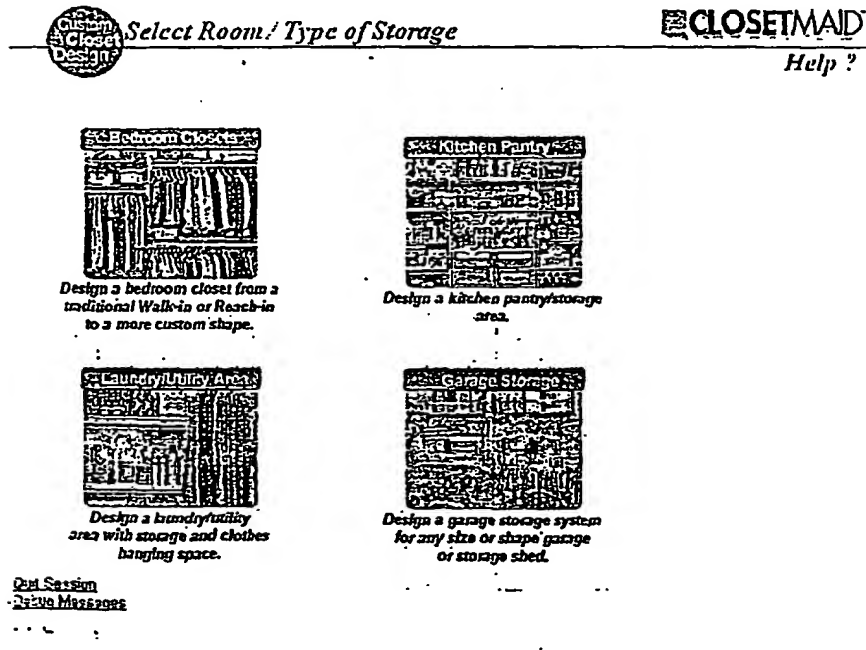 Custom
Closet
Design
Select Room / Type of Storage
CLOSETMAID
Help ?
Bedroom Closets
Kitchen Pantry
Design a bedroom closet from a
traditional Walk-in or Reach-in
to a more custom shape.
Design a kitchen pantry/storage
area.
Laundry/Utility Area
Garage Storage
Design a laundry/utility
area with storage and clothes
hanging space.
Design a garage storage system
for any size or shape garage
or storage shed.
Quit Session
Debug Messages